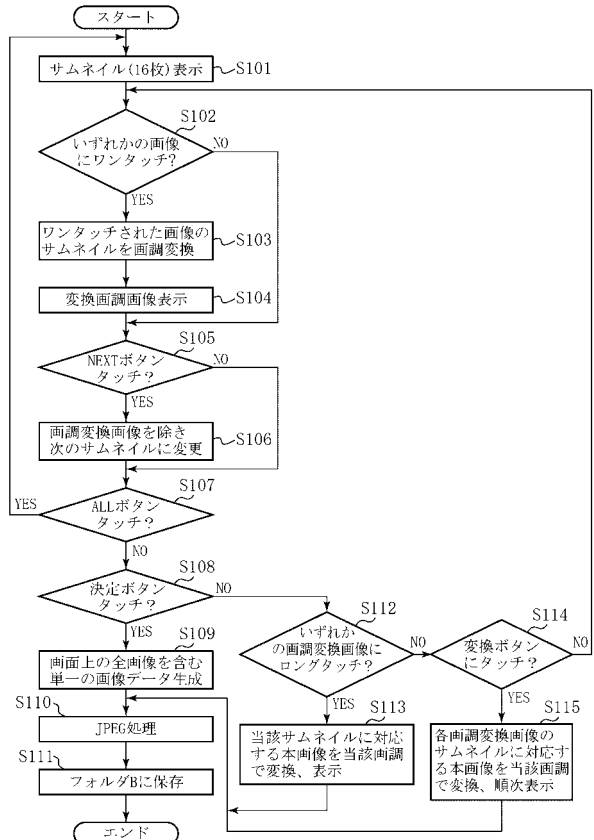 スタート
サムネイル(16枚)表示
S101
S102
いずれかの画像
にワンタッチ?
NO
YES
ワンタッチされた画像の
サムネイルを画調変換
S103
変換画調画像表示
S104
S105
NEXTボタン
タッチ?
NO
YES
画調変換画像を除き
次のサムネイルに変更
S106
S107
YES
ALLボタン
タッチ?
NO
S108
決定ボタン
タッチ?
NO
YES
S109
画面上の全画像を含む
単一の画像データ生成
S110
JPEG処理
S111
フォルダBに保存
エンド
S112
いずれか
の画調変換画像に
ロングタッチ?
NO
YES
S113
当該サムネイルに対応
する本画像を当該画調
で変換、表示
S114
変換ボタン
にタッチ?
NO
YES
S115
各画調変換画像の
サムネイルに対応す
る本画像を当該画調
で変換、順次表示